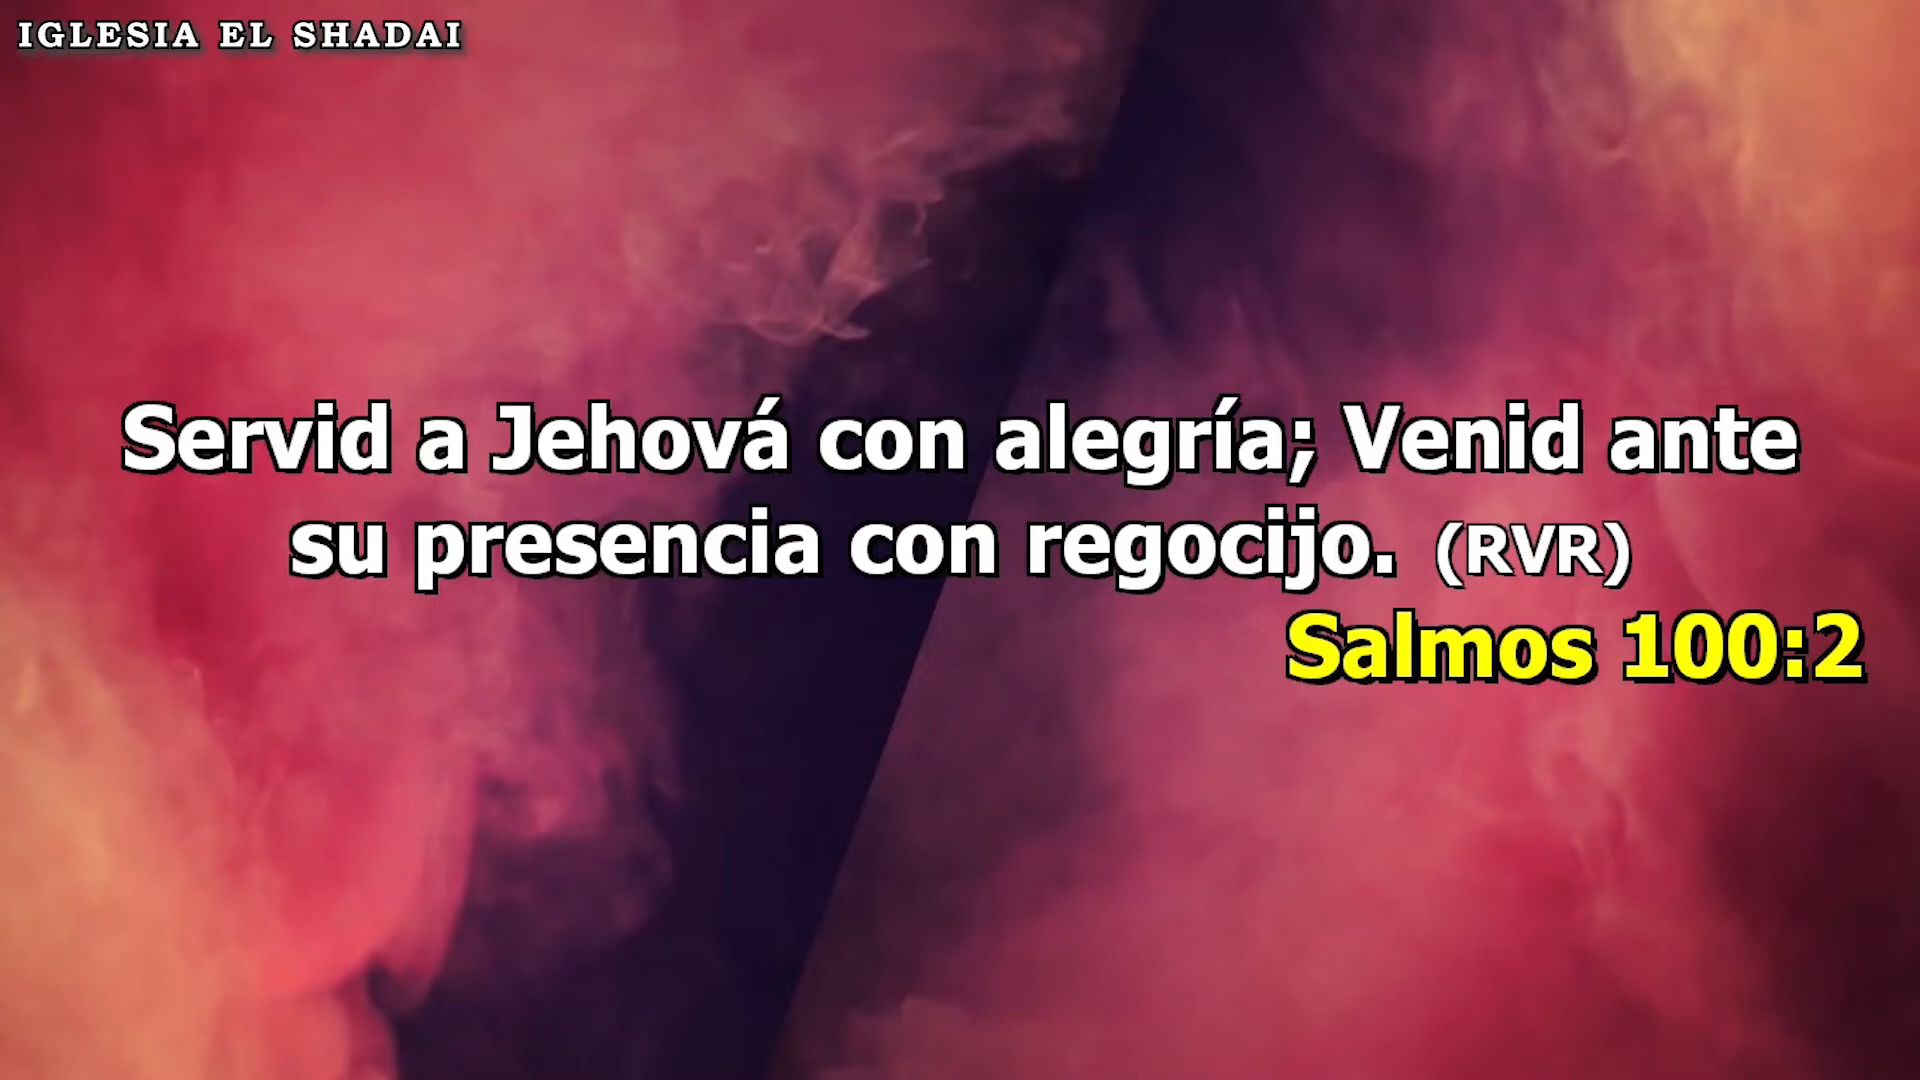 IGLESIA EL SHADAI
Servid a Jehová con alegría; Venid ante
su presencia con regocijo. (RVR)
Salmos 100:2